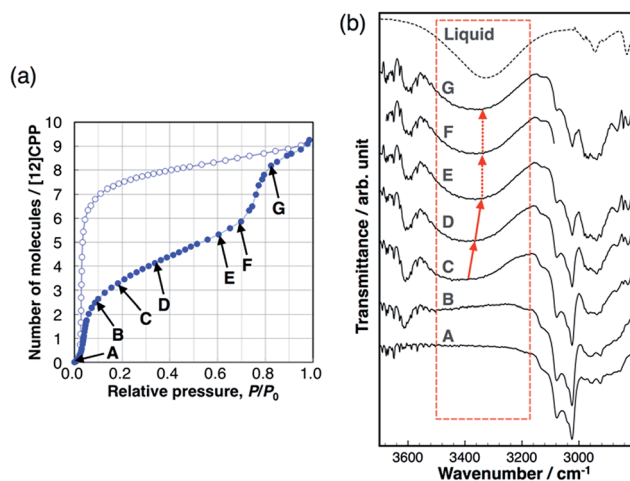 (a)
Number of molecules / [12]CPP
10
9
8
7
6
5
4
3
2
1
0
A
B
C
D
E
F
G
0.0 0.2 0.4 0.6 0.8 1.0
Relative pressure, P/P0
(b)
Transmittance / arb. unit
Liquid
G
F
E
D
C
B
A
3600 3400 3200 3000
Wavenumber / cm-1